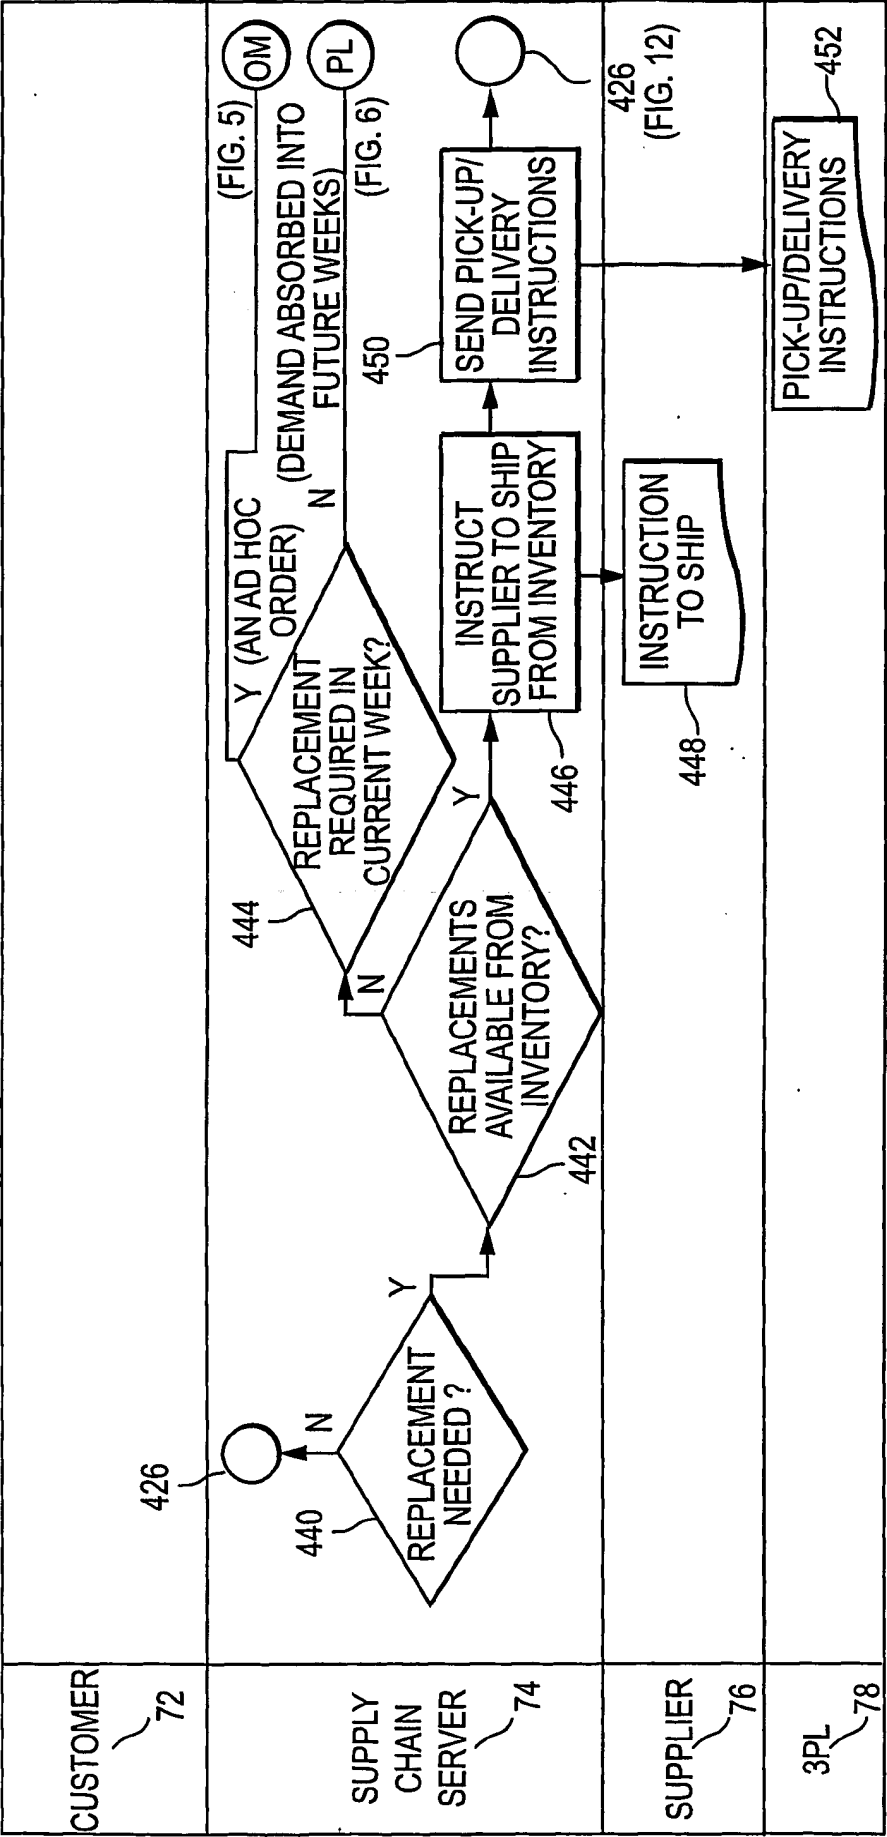 CUSTOMER
72
SUPPLY
CHAIN
SERVER
74
SUPPLIER
76
3PL
78
426
N
440
REPLACEMENT
NEEDED ?
Y
442
REPLACEMENTS
AVAILABLE FROM
INVENTORY?
N
Y
444
REPLACEMENT
REQUIRED IN
CURRENT WEEK?
Y (AN AD HOC
ORDER)
N
(DEMAND ABSORBED INTO
FUTURE WEEKS)
(FIG. 5)
OM
PL
(FIG. 6)
446
INSTRUCT
SUPPLIER TO SHIP
FROM INVENTORY
448
INSTRUCTION
TO SHIP
450
SEND PICK-UP/
DELIVERY
INSTRUCTIONS
426
(FIG. 12)
PICK-UP/DELIVERY
INSTRUCTIONS
452